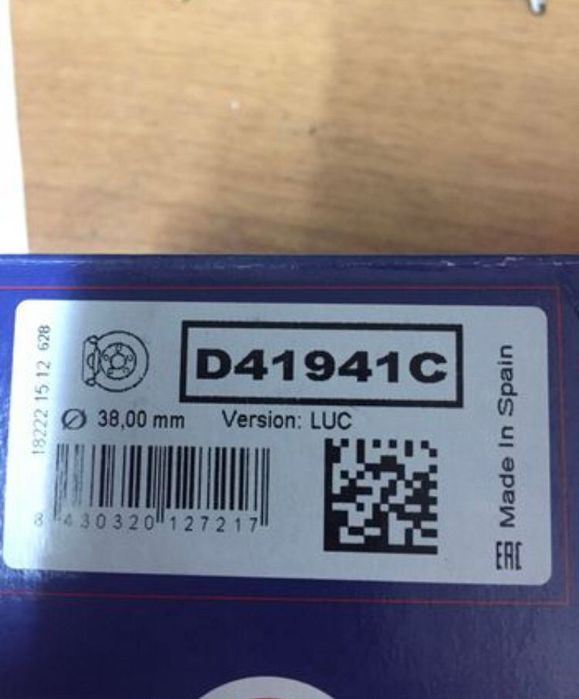 D41941C
Ø 38,00 mm Version: LUC
8 430320 127217
18222 15 12 628
Made In Spain
EAC